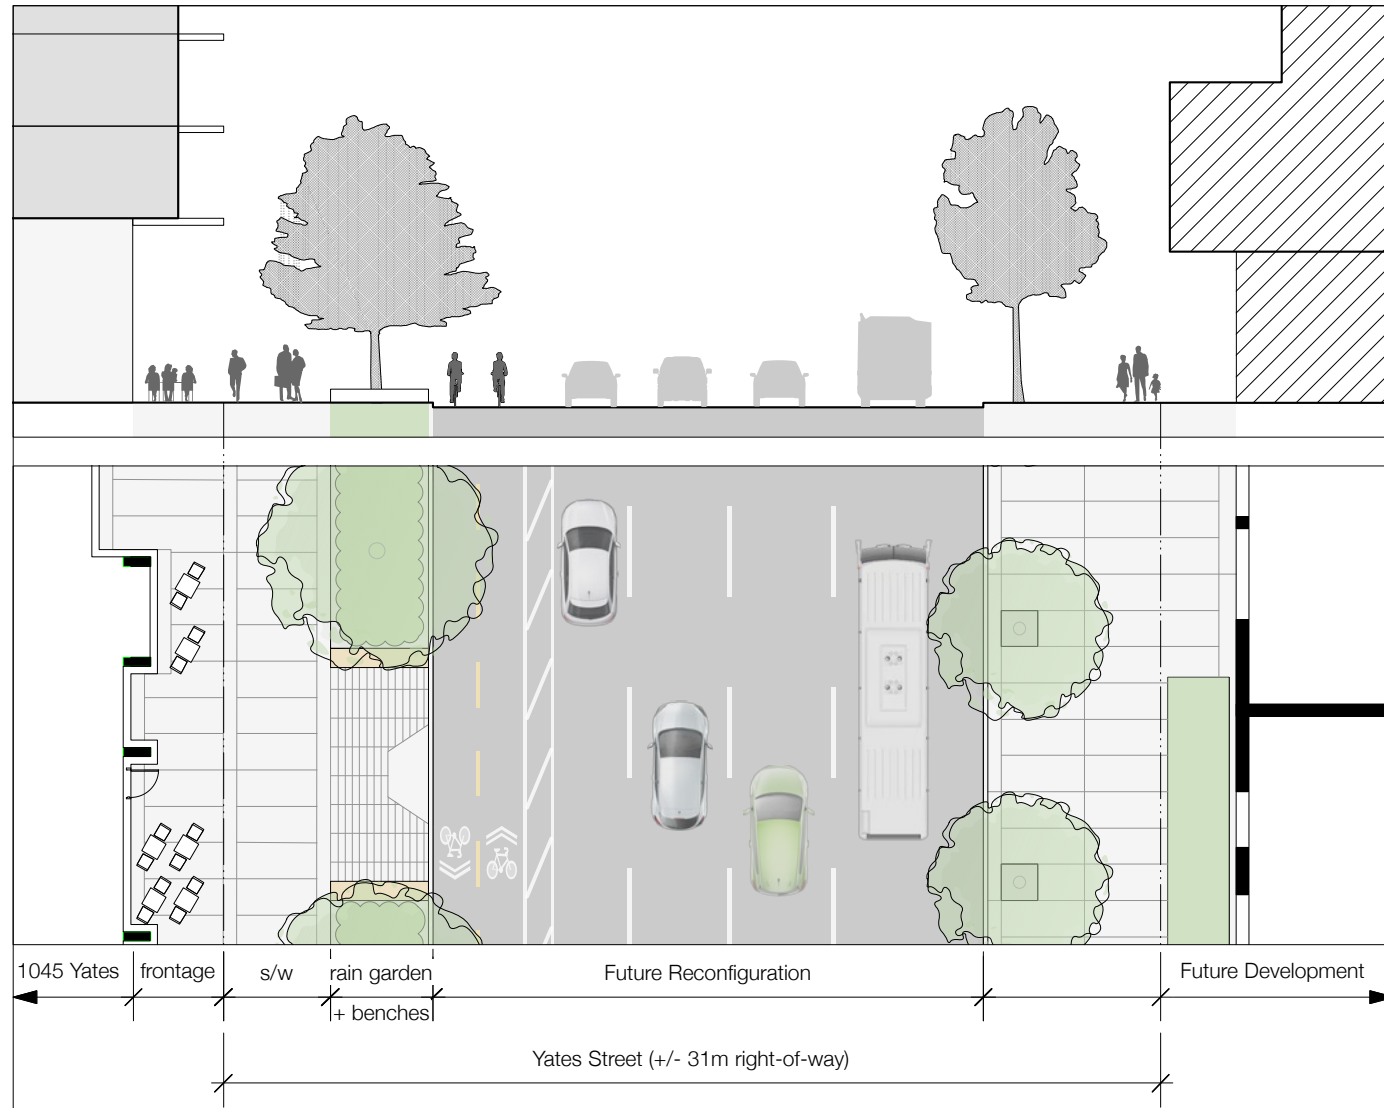 1045 Yates
frontage
s/w
rain garden
+ benches
Future Reconfiguration
Future Development
Yates Street (+/- 31m right-of-way)